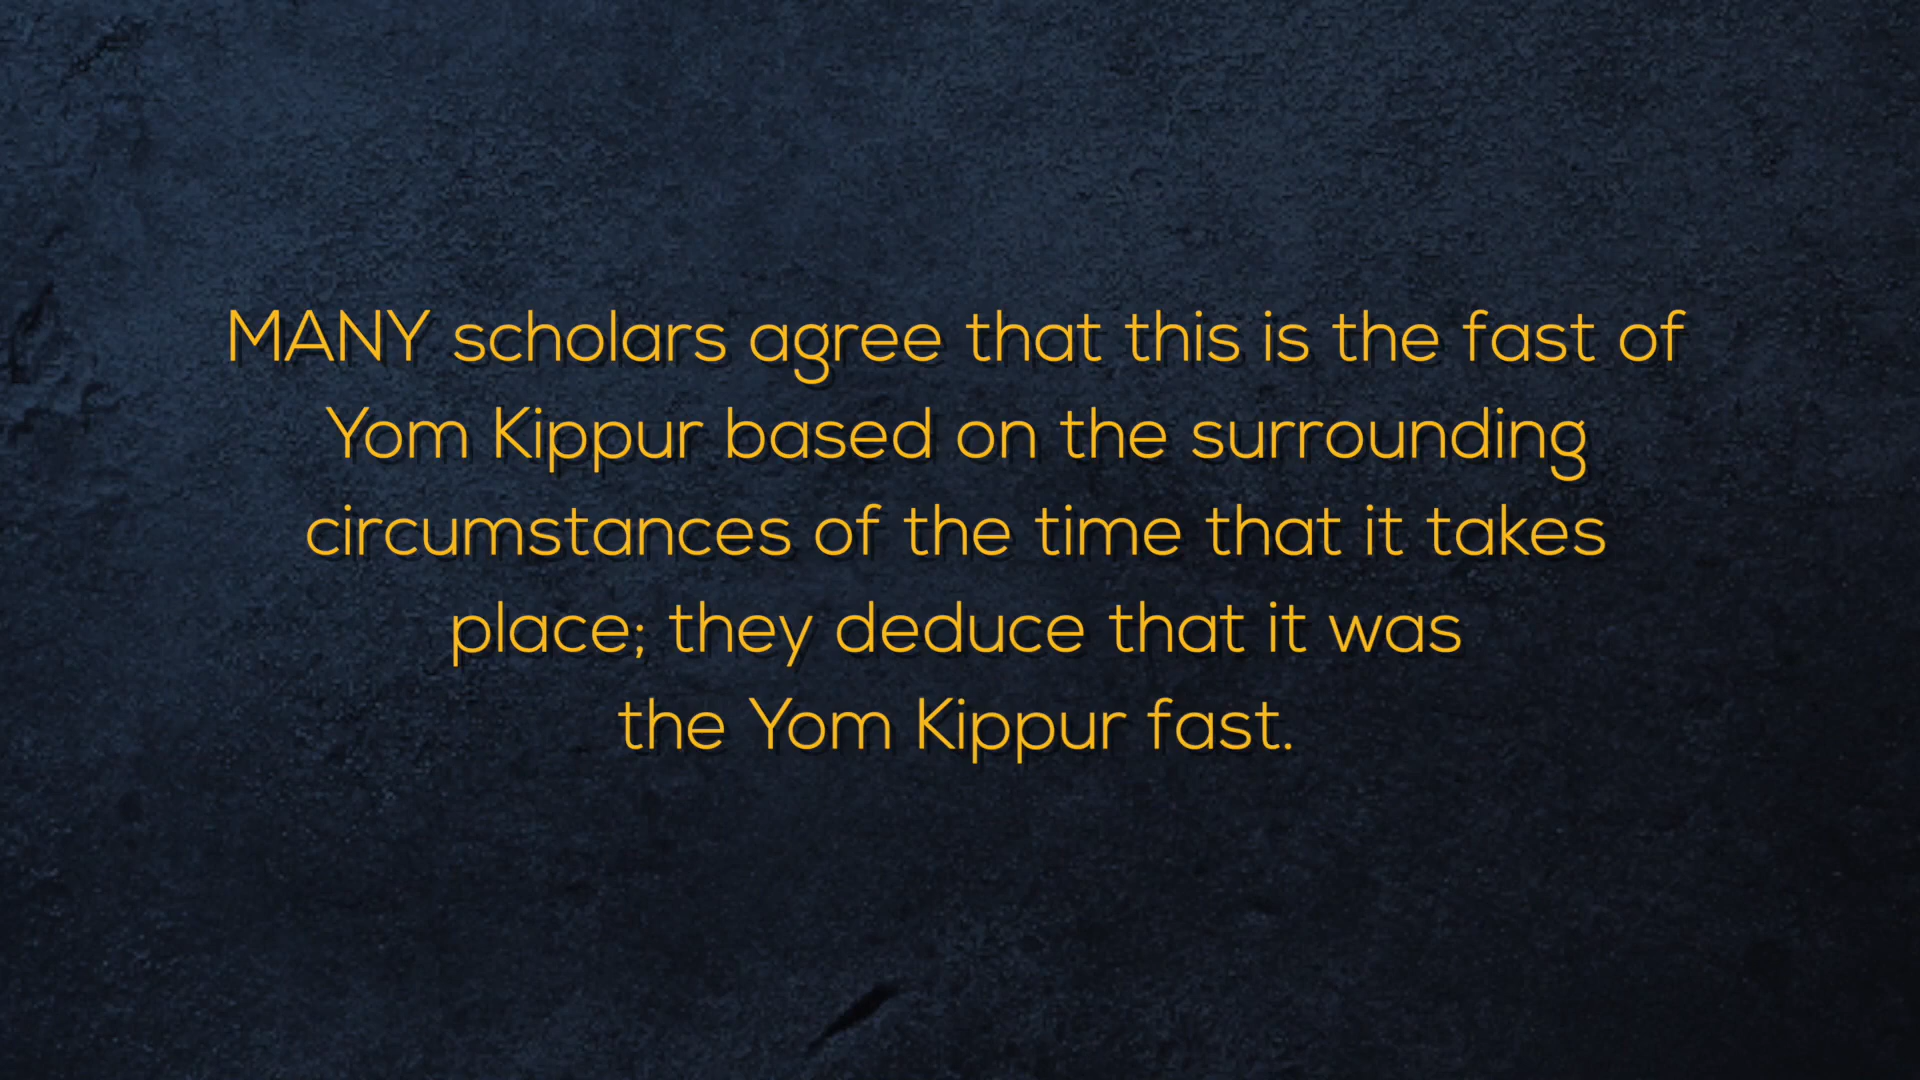 MANY scholars agree that this is the fast of
Yom Kippur based on the surrounding
circumstances of the time that it takes
place; they deduce that it was
the Yom Kippur fast.